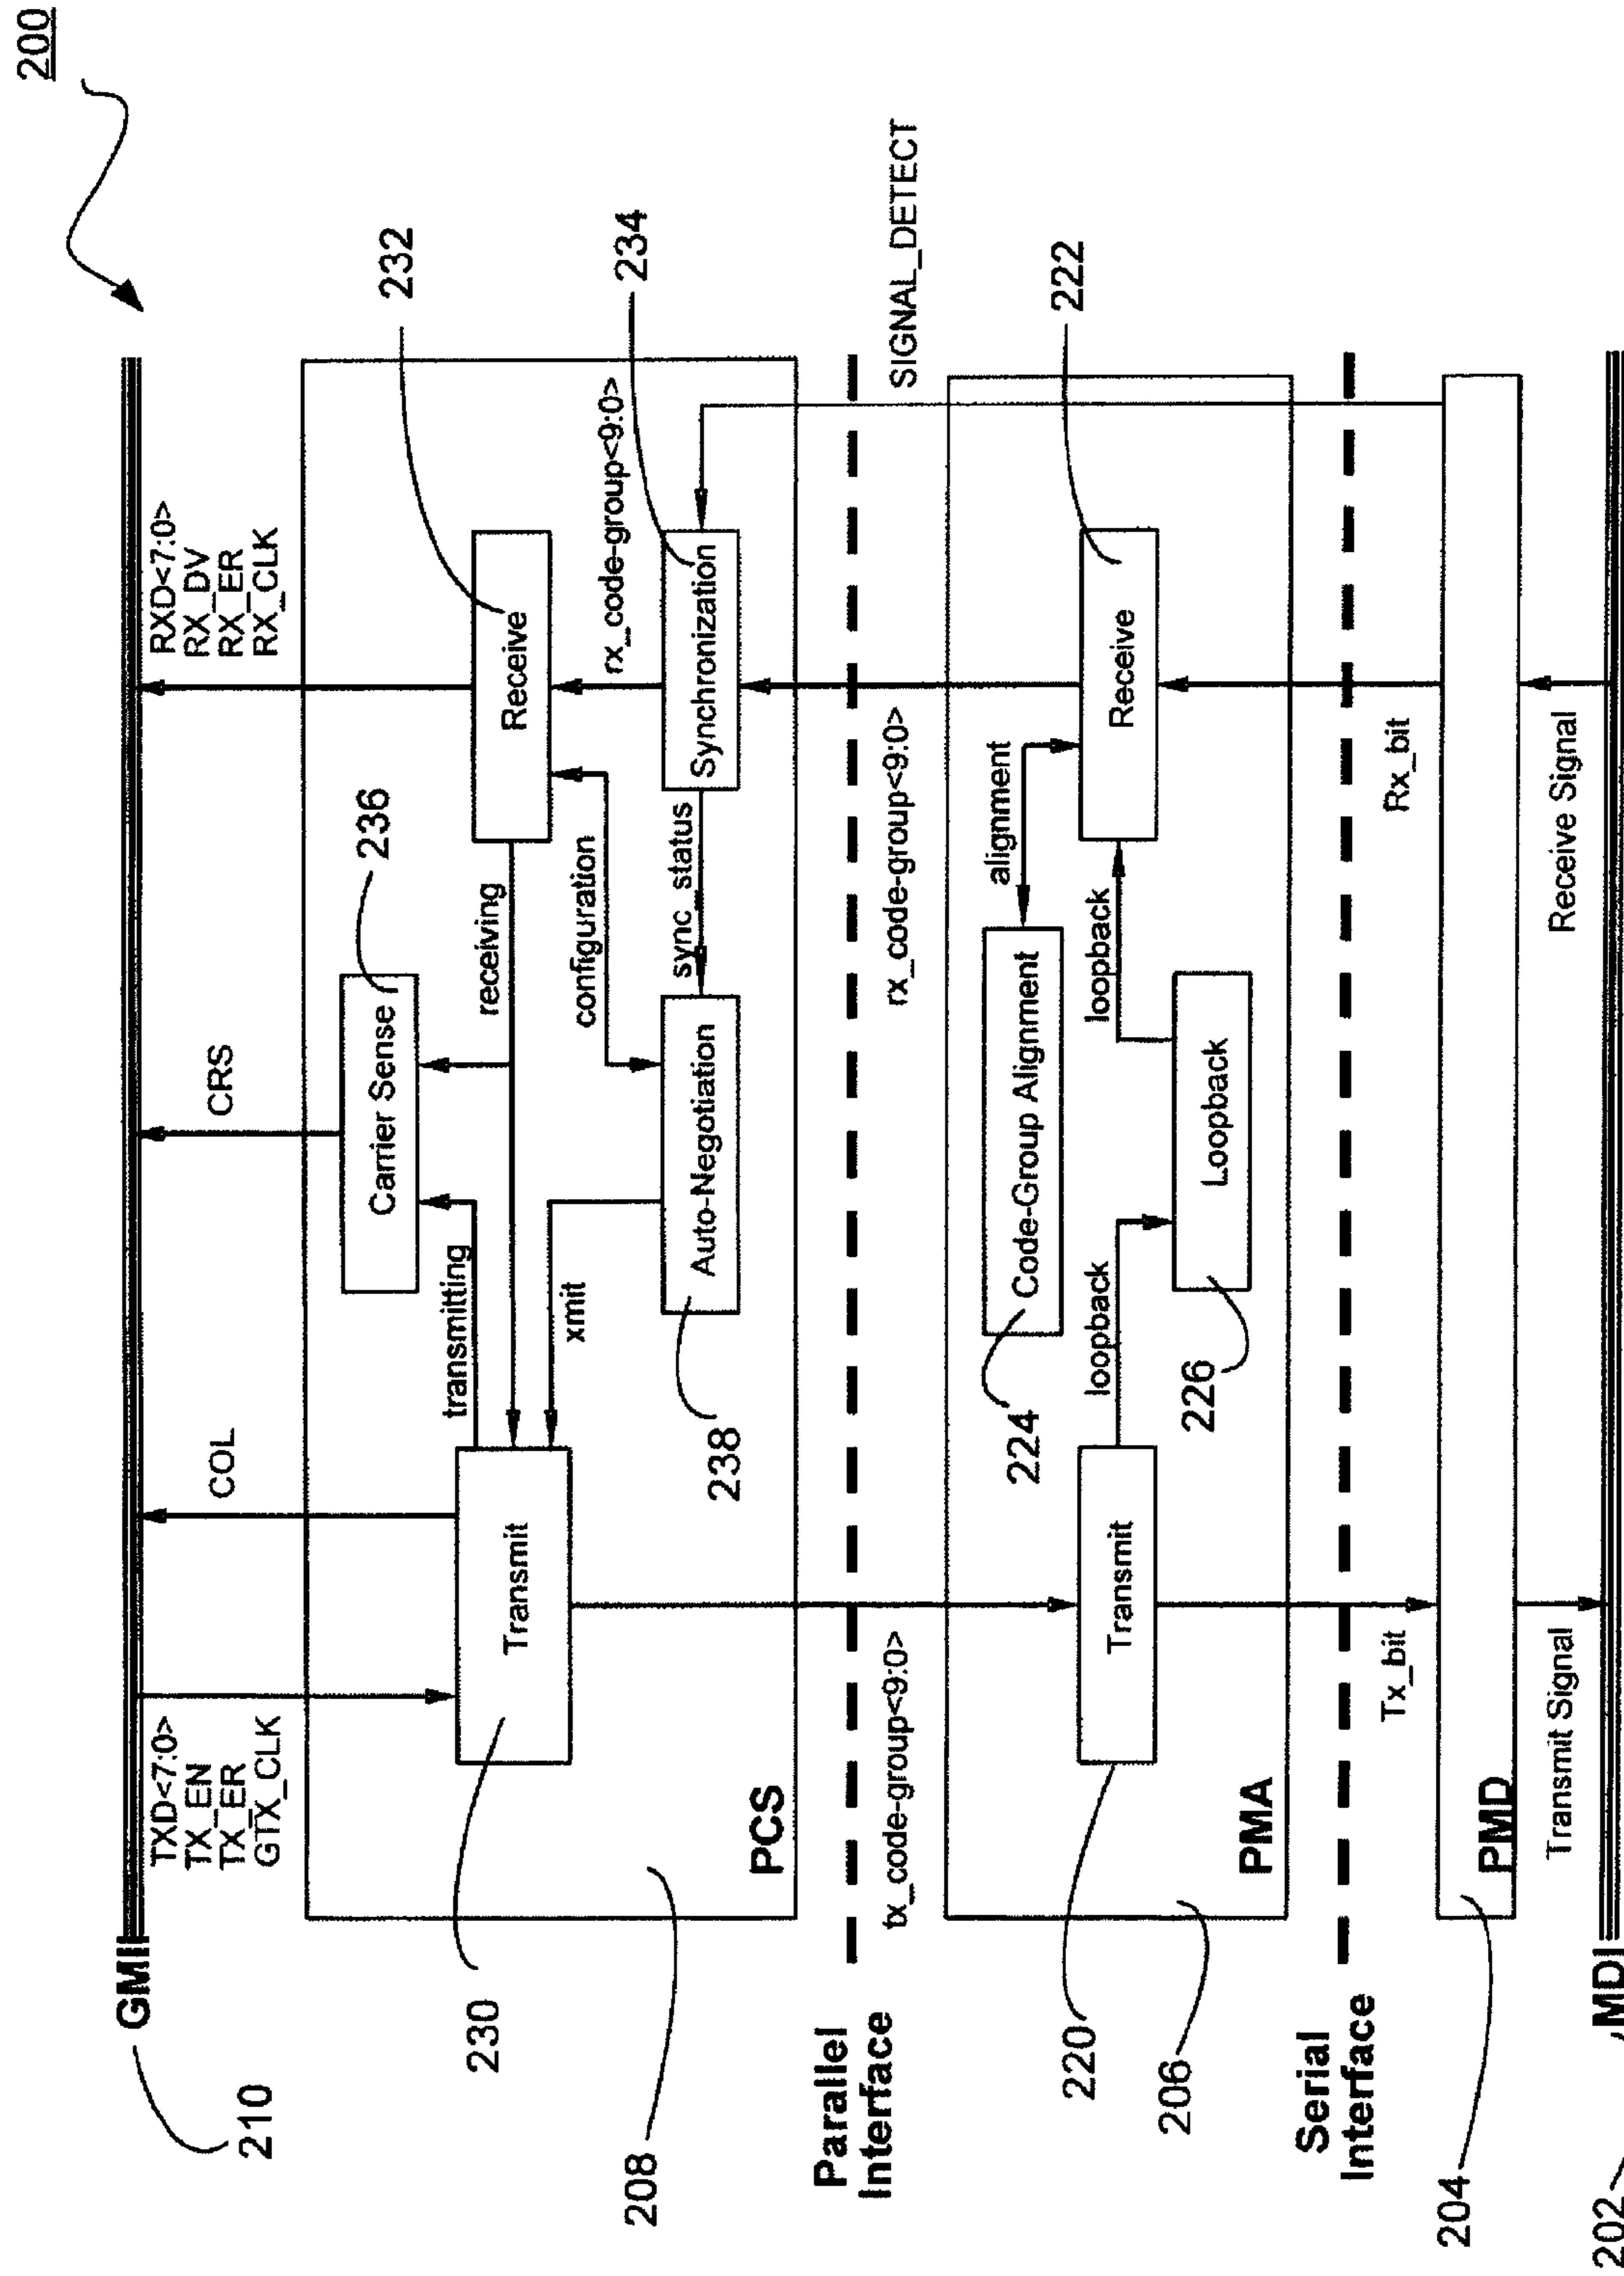 200
GMII
210
TXD<7:0>
TX_EN
TX_ER
GTX_CLK
COL
CRS
RXD<7:0>
RX_DV
RX_ER
RX_CLK
Carrier Sense
236
Transmit
230
transmitting
receiving
Receive
232
xmit
configuration
rx_code-group<9:0>
Auto-Negotiation
238
sync_status
Synchronization
234
PCS
208
Parallel
Interface
tx_code-group<9:0>
rx_code-group<9:0>
SIGNAL_DETECT
Code-Group Alignment
224
alignment
Transmit
220
loopback
loopback
Receive
222
Loopback
226
PMA
206
Serial
Interface
Tx_bit
Rx_bit
PMD
204
Transmit Signal
Receive Signal
MDI
202